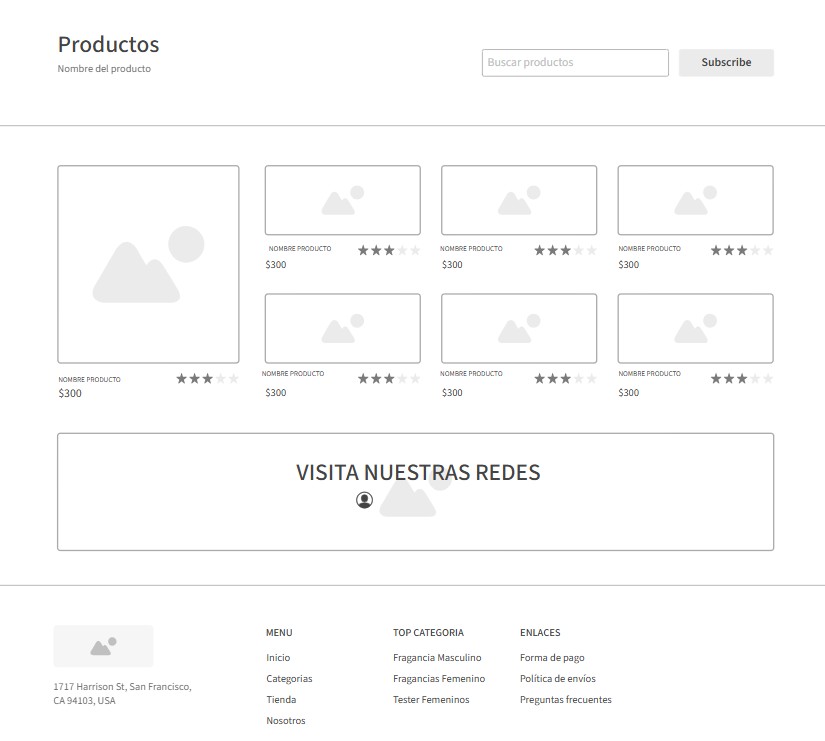 Productos
Nombre del producto
Buscar productos
Subscribe
NOMBRE PRODUCTO
$300
NOMBRE PRODUCTO
$300
NOMBRE PRODUCTO
$300
NOMBRE PRODUCTO
$300
NOMBRE PRODUCTO
$300
NOMBRE PRODUCTO
$300
NOMBRE PRODUCTO
$300
VISITA NUESTRAS REDES
1717 Harrison St, San Francisco,
CA 94103, USA
MENU
Inicio
Categorias
Tienda
Nosotros
TOP CATEGORIA
Fragancia Masculino
Fragancias Femenino
Tester Femeninos
ENLACES
Forma de pago
Política de envíos
Preguntas frecuentes